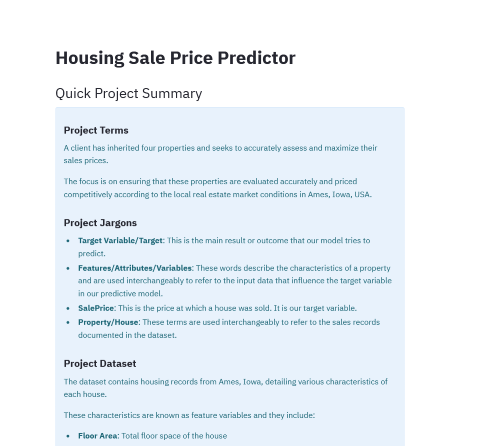 Housing Sale Price Predictor
Quick Project Summary
Project Terms
A client has inherited four properties and seeks to accurately assess and maximize their
sales prices.
The focus is on ensuring that these properties are evaluated accurately and priced
competitively according to the local real estate market conditions in Ames, Iowa, USA.
Project Jargons
• Target Variable/Target: This is the main result or outcome that our model tries to
predict.
• Features/Attributes/Variables: These words describe the characteristics of a property
and are used interchangeably to refer to the input data that influence the target variable
in our predictive model.
• SalePrice: This is the price at which a house was sold. It is our target variable.
• Property/House: These terms are used interchangeably to refer to the sales records
documented in the dataset.
Project Dataset
The dataset contains housing records from Ames, Iowa, detailing various characteristics of
each house.
These characteristics are known as feature variables and they include:
• Floor Area: Total floor space of the house